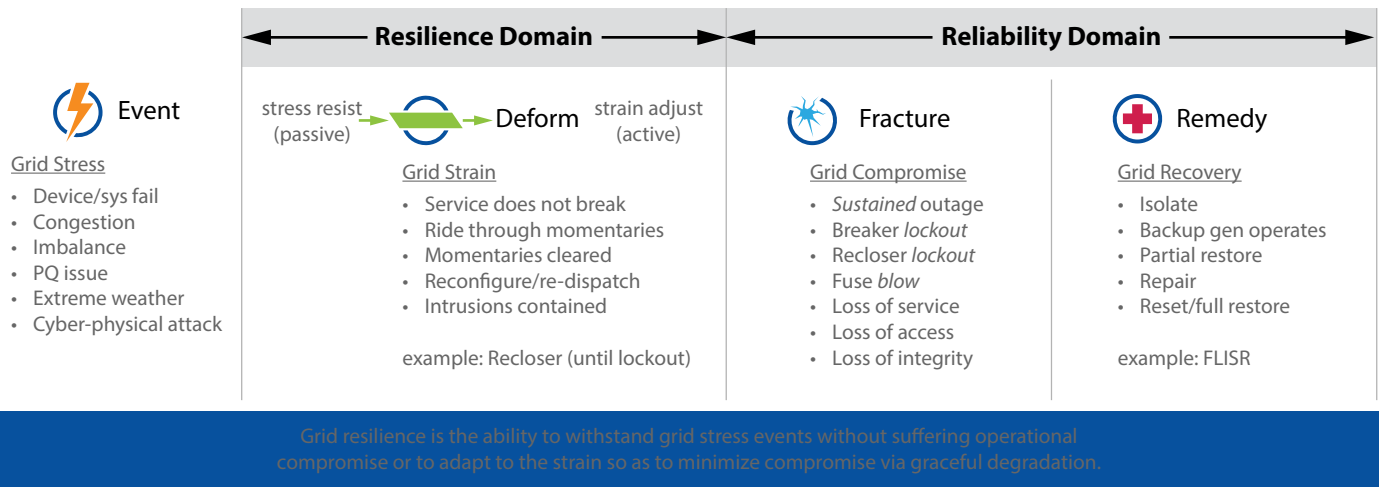 Resilience Domain
Reliability Domain
Event
Grid Stress
• Device/sys fail
• Congestion
• Imbalance
• PQ issue
• Extreme weather
• Cyber-physical attack
stress resist
(passive)
Deform
strain adjust
(active)
Grid Strain
• Service does not break
• Ride through momentaries
• Momentaries cleared
• Reconfigure/re-dispatch
• Intrusions contained
example: Recloser (until lockout)
Fracture
Grid Compromise
• Sustained outage
• Breaker lockout
• Recloser lockout
• Fuse blow
• Loss of service
• Loss of access
• Loss of integrity
Remedy
Grid Recovery
• Isolate
• Backup gen operates
• Partial restore
• Repair
• Reset/full restore
example: FLISR
Grid resilience is the ability to withstand grid stress events without suffering operational
compromise or to adapt to the strain so as to minimize compromise via graceful degradation.